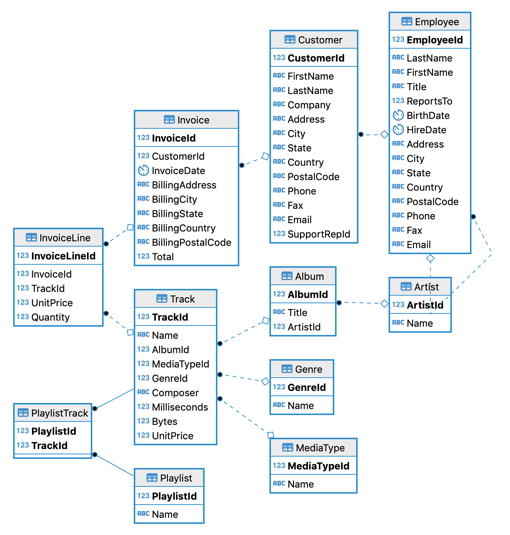 Employee
123 EmployeeId
ABC LastName
ABC FirstName
ABC Title
123 ReportsTo
BirthDate
HireDate
ABC Address
ABC City
ABC State
ABC Country
ABC PostalCode
ABC Phone
ABC Fax
ABC Email
Customer
123 CustomerId
ABC FirstName
ABC LastName
ABC Company
ABC Address
ABC City
ABC State
ABC Country
ABC PostalCode
ABC Phone
ABC Fax
ABC Email
123 SupportRepId
Invoice
123 InvoiceId
123 CustomerId
InvoiceDate
ABC BillingAddress
ABC BillingCity
ABC BillingState
ABC BillingCountry
ABC BillingPostalCode
123 Total
InvoiceLine
123 InvoiceLineId
123 InvoiceId
123 TrackId
123 UnitPrice
123 Quantity
Album
123 AlbumId
ABC Title
123 ArtistId
Artist
123 ArtistId
ABC Name
Track
123 TrackId
ABC Name
123 AlbumId
123 MediaTypeId
123 GenreId
ABC Composer
123 Milliseconds
123 Bytes
123 UnitPrice
Genre
123 GenreId
ABC Name
PlaylistTrack
123 PlaylistId
123 TrackId
MediaType
123 MediaTypeId
ABC Name
Playlist
123 PlaylistId
ABC Name